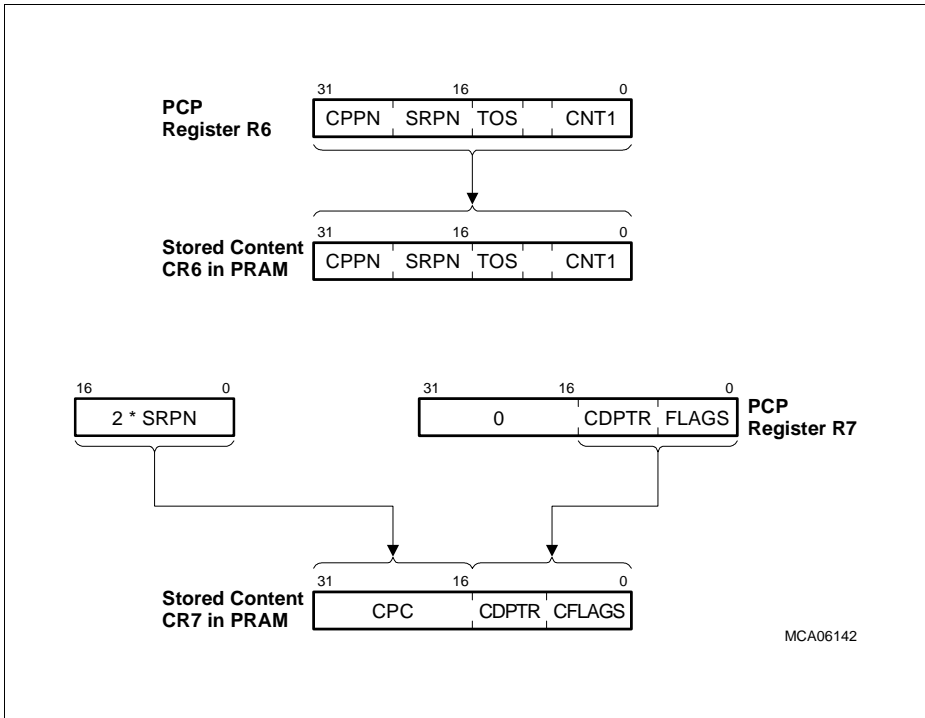 31 16 0
PCP
Register R6
CPPN SRPN TOS CNT1
31 16 0
Stored Content
CR6 in PRAM
CPPN SRPN TOS CNT1
16 0
2 * SRPN
31 16 0
0 CDPTR FLAGS
PCP
Register R7
31 16 0
Stored Content
CR7 in PRAM
CPC CDPTR CFLAGS
MCA06142